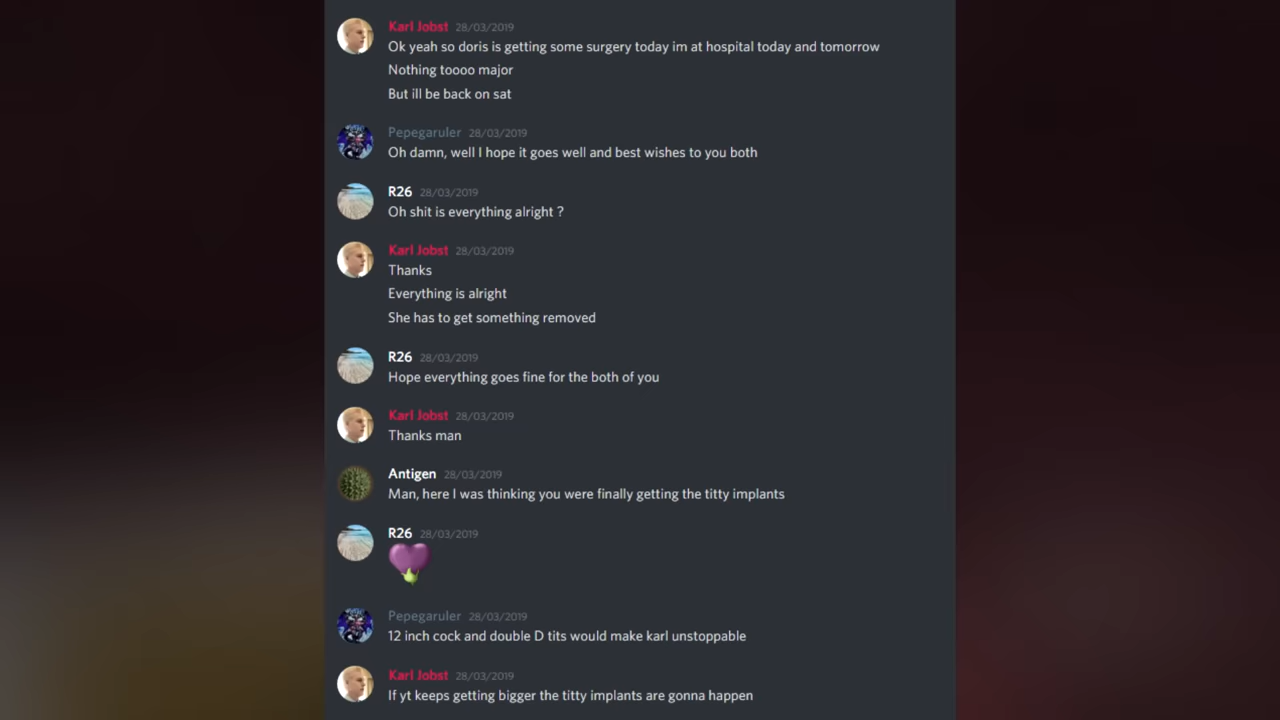 Karl Jobst 28/03/2019
Ok yeah so doris is getting some surgery today im at hospital today and tomorrow
Nothing toooo major
But ill be back on sat
Pepegaruler 28/03/2019
Oh damn, well I hope it goes well and best wishes to you both
R26 28/03/2019
Oh shit is everything alright ?
Karl Jobst 28/03/2019
Thanks
Everything is alright
She has to get something removed
R26 28/03/2019
Hope everything goes fine for the both of you
Karl Jobst 28/03/2019
Thanks man
Antigen 28/03/2019
Man, here I was thinking you were finally getting the titty implants
R26 28/03/2019
Pepegaruler 28/03/2019
12 inch cock and double D tits would make karl unstoppable
Karl Jobst 28/03/2019
If yt keeps getting bigger the titty implants are gonna happen